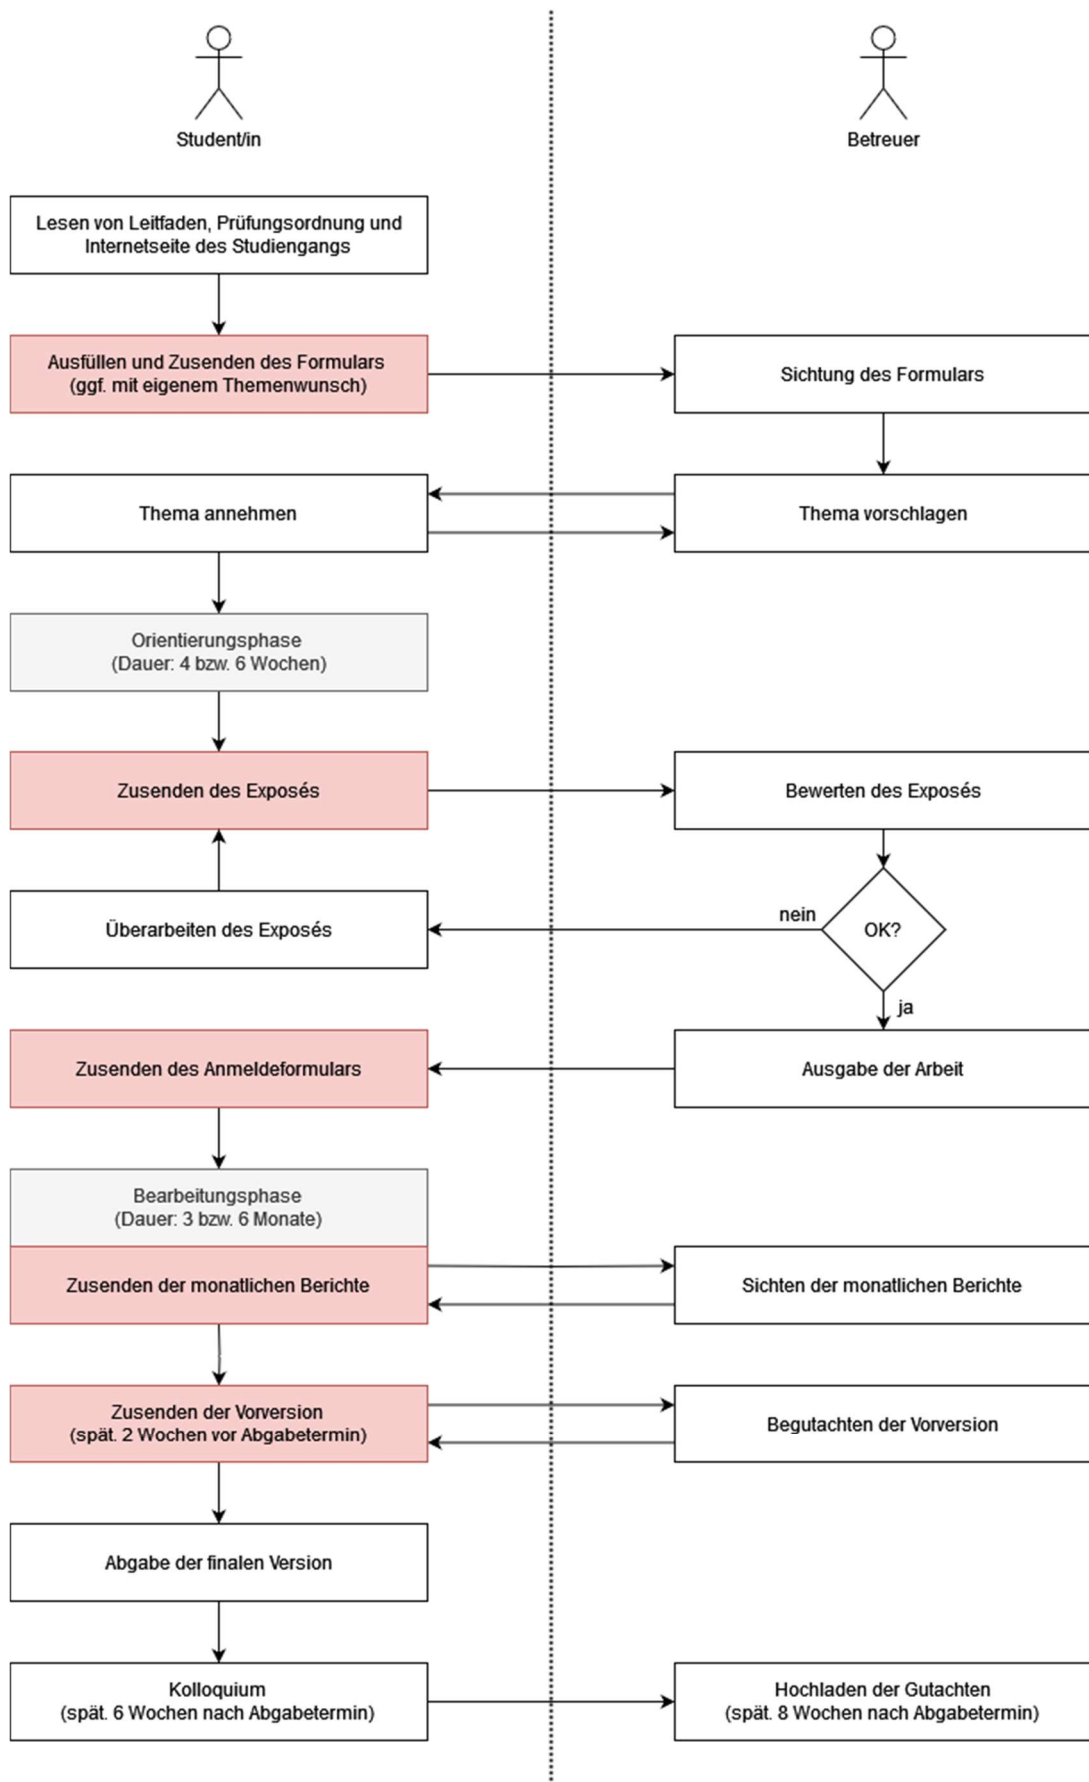 Student/in
Betreuer
Lesen von Leitfaden, Prüfungsordnung und
Internetseite des Studiengangs
Ausfüllen und Zusenden des Formulars
(ggf. mit eigenem Themenwunsch)
Sichtung des Formulars
Thema annehmen
Thema vorschlagen
Orientierungsphase
(Dauer: 4 bzw. 6 Wochen)
Zusenden des Exposés
Bewerten des Exposés
Überarbeiten des Exposés
nein
OK?
ja
Zusenden des Anmeldeformulars
Ausgabe der Arbeit
Bearbeitungsphase
(Dauer: 3 bzw. 6 Monate)
Zusenden der monatlichen Berichte
Sichten der monatlichen Berichte
Zusenden der Vorversion
(spät. 2 Wochen vor Abgabetermin)
Begutachten der Vorversion
Abgabe der finalen Version
Kolloquium
(spät. 6 Wochen nach Abgabetermin)
Hochladen der Gutachten
(spät. 8 Wochen nach Abgabetermin)